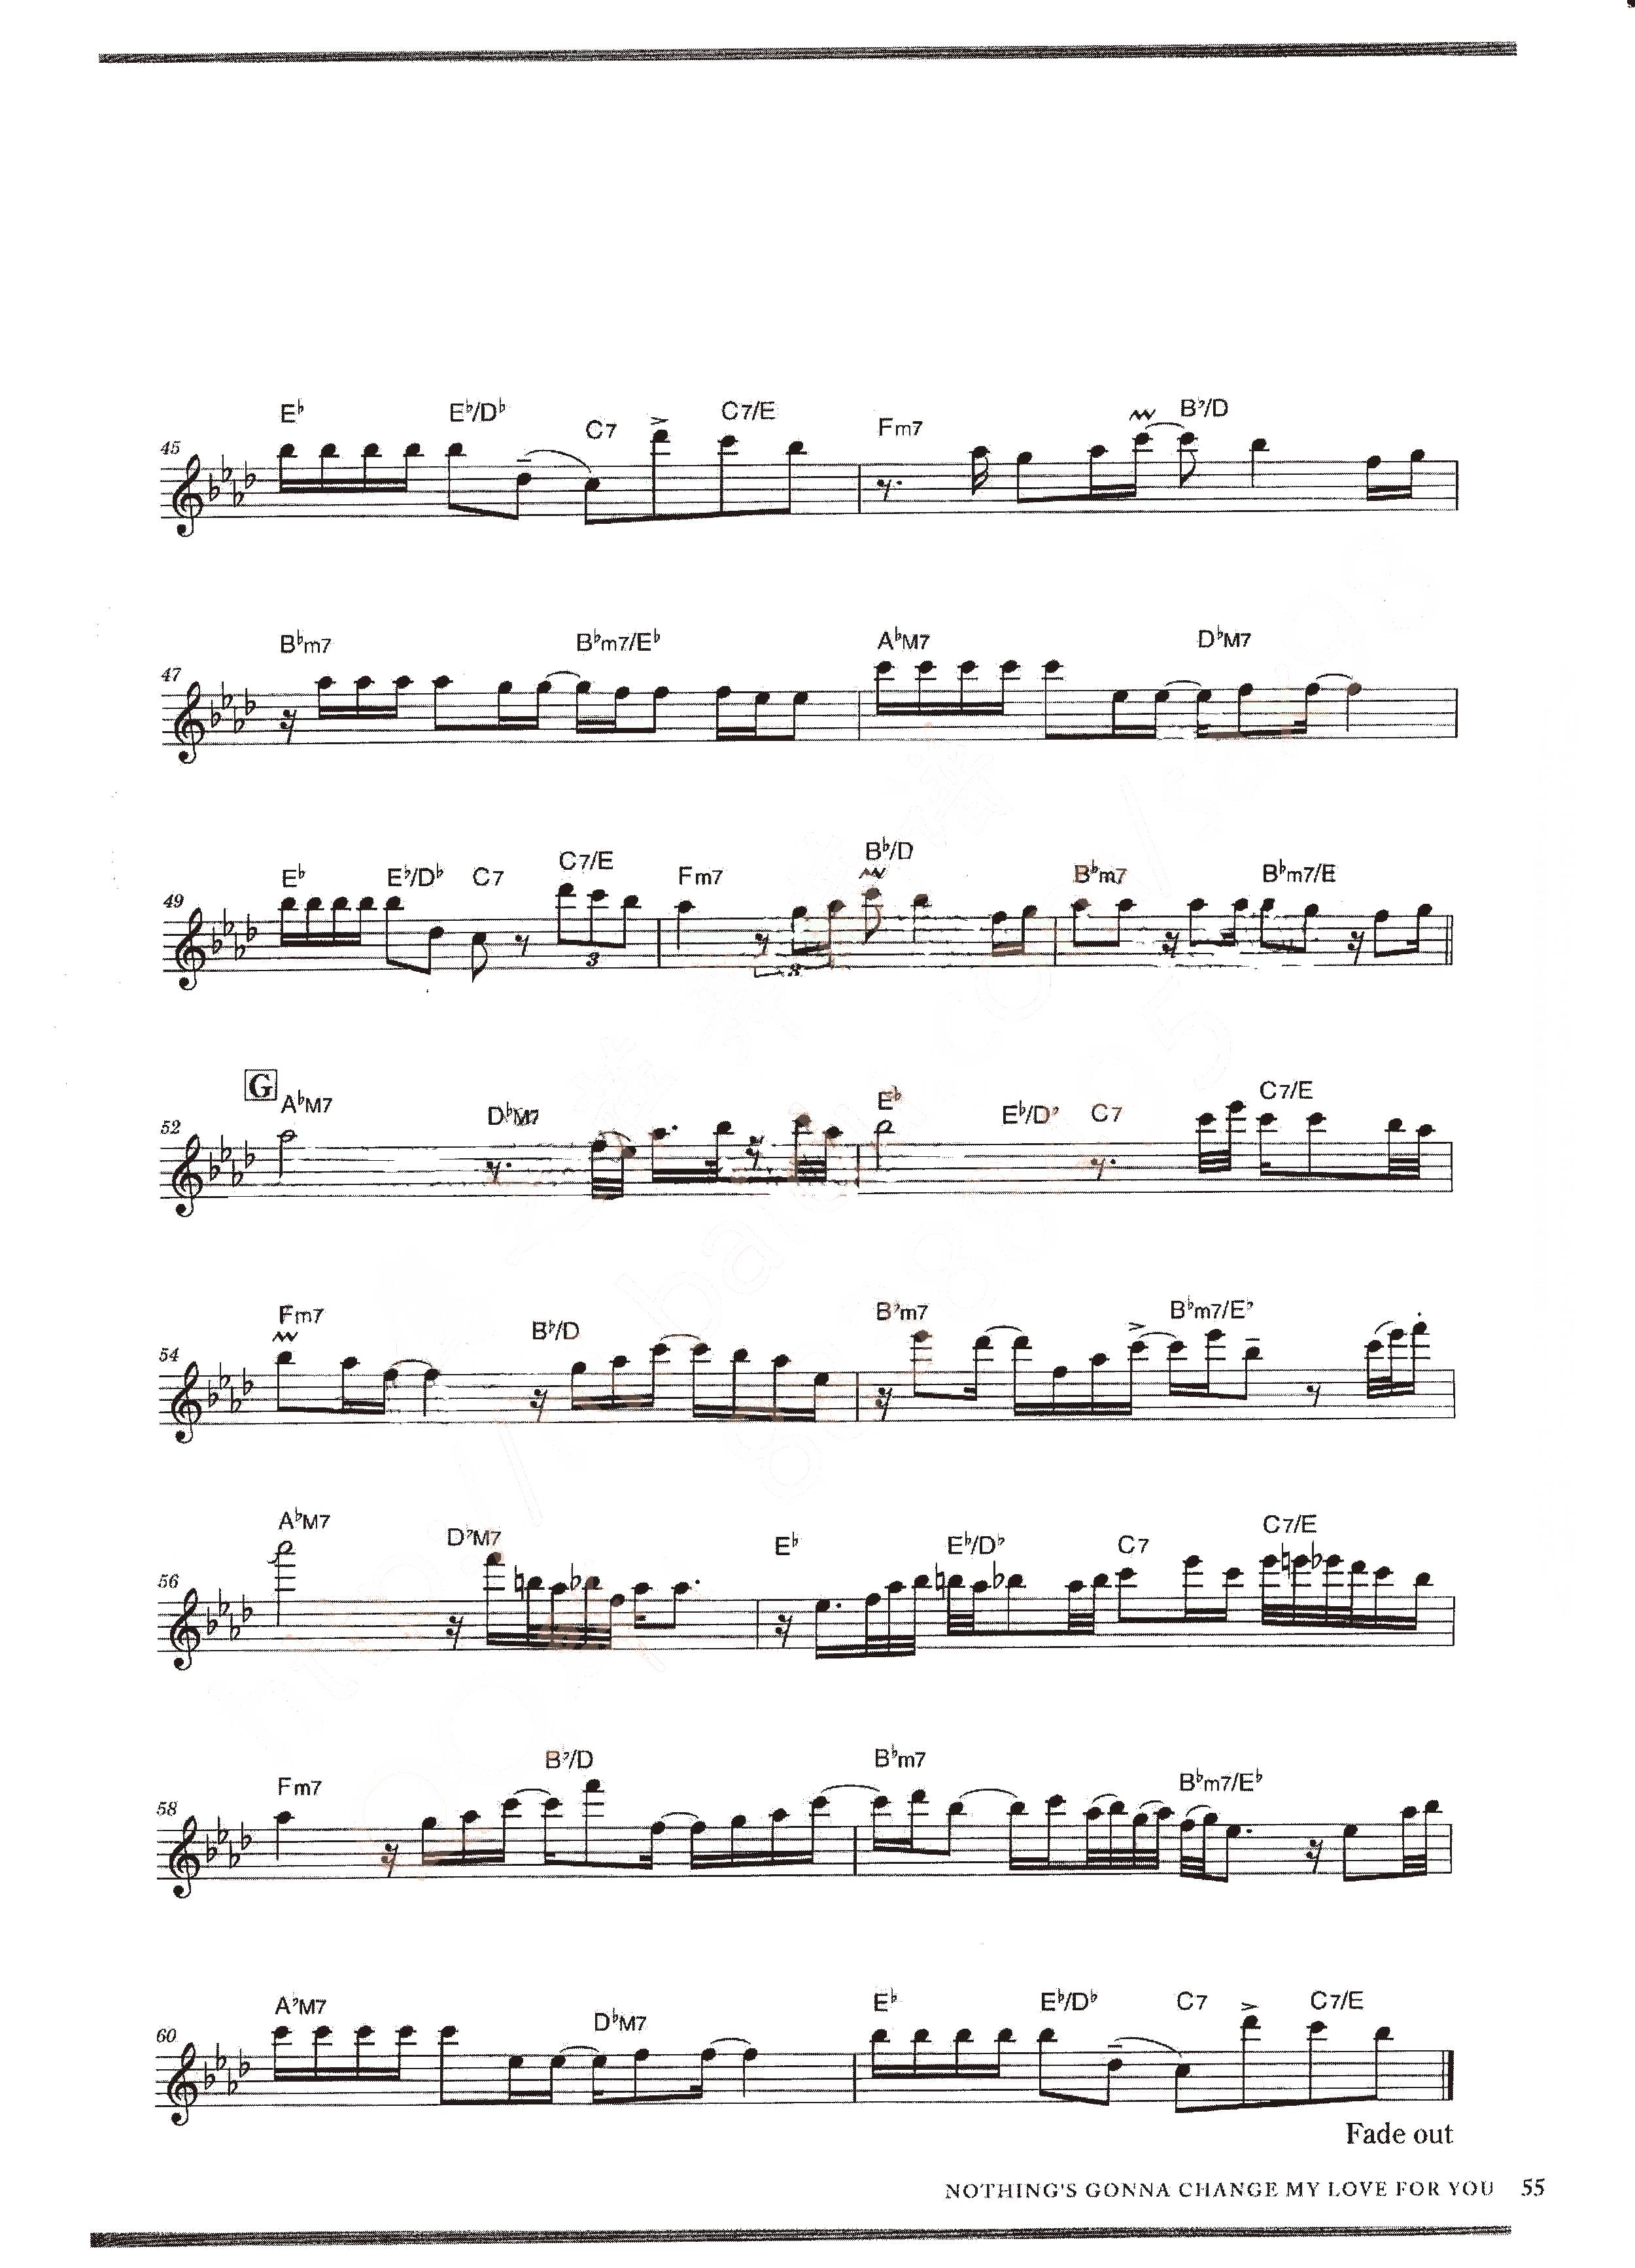 E♭ E♭/D♭ C7 C7/E Fm7 B♭/D
45
B♭m7 B♭m7/E♭ A♭M7 D♭M7
47
E♭ E♭/D♭ C7 C7/E Fm7 B♭/D B♭m7 B♭m7/E
49
3 3
G A♭M7 D♭M7 E♭ E♭/D♭ C7 C7/E
52
Fm7 B♭/D B♭m7 B♭m7/E♭
54
A♭M7 D♭M7 E♭ E♭/D♭ C7 C7/E
56
Fm7 B♭/D B♭m7 B♭m7/E♭
58
A♭M7 D♭M7 E♭ E♭/D♭ C7 C7/E
60
Fade out
NOTHING'S GONNA CHANGE MY LOVE FOR YOU 55